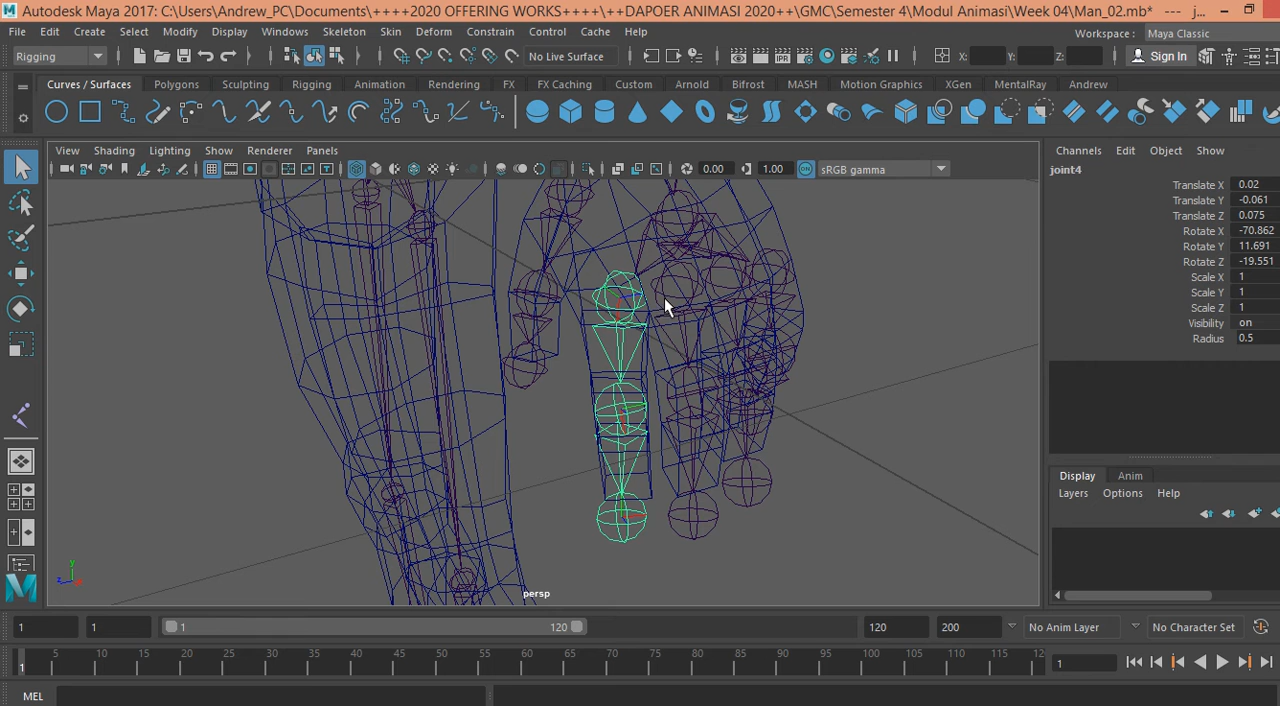 Autodesk Maya 2017: C:\Users\Andrew_PC\Documents\++++2020 OFFERING WORKS++++\++DAPOER ANIMASI 2020++\GMC\Semester 4\Modul Animasi\Week 04\Man_02.mb* --- j...
File Edit Create Select Modify Display Windows Skeleton Skin Deform Constrain Control Cache Help Workspace : Maya Classic
Rigging No Live Surface X: Y: Z: Sign In
Curves / Surfaces Polygons Sculpting Rigging Animation Rendering FX FX Caching Custom Arnold Bifrost MASH Motion Graphics XGen MentalRay Andrew
View Shading Lighting Show Renderer Panels
0.00 1.00 ON sRGB gamma
Channels Edit Object Show
joint4
Translate X 0.02
Translate Y -0.061
Translate Z 0.075
Rotate X -70.862
Rotate Y 11.691
Rotate Z -19.551
Scale X 1
Scale Y 1
Scale Z 1
Visibility on
Radius 0.5
Display Anim
Layers Options Help
persp
y
z x
1 1 1 120 120 200 No Anim Layer No Character Set
1 5 10 15 20 25 30 35 40 45 50 55 60 65 70 75 80 85 90 95 100 105 110 115 12 1
MEL